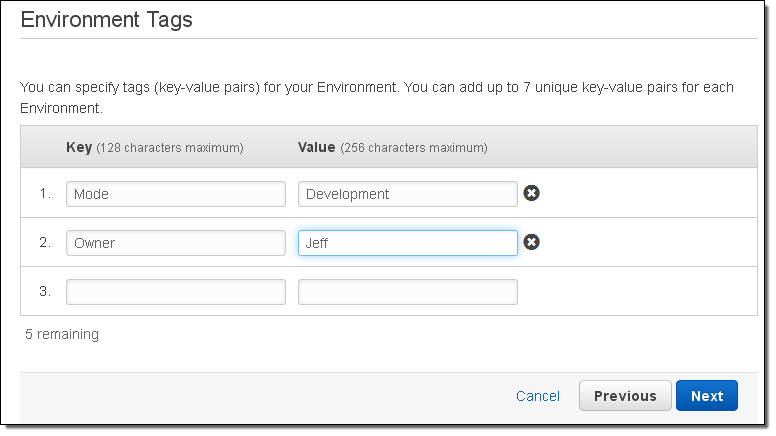 Environment Tags
You can specify tags (key-value pairs) for your Environment. You can add up to 7 unique key-value pairs for each
Environment.
Key (128 characters maximum) Value (256 characters maximum)
1. Mode Development
2. Owner Jeff
3.
5 remaining
Cancel Previous Next